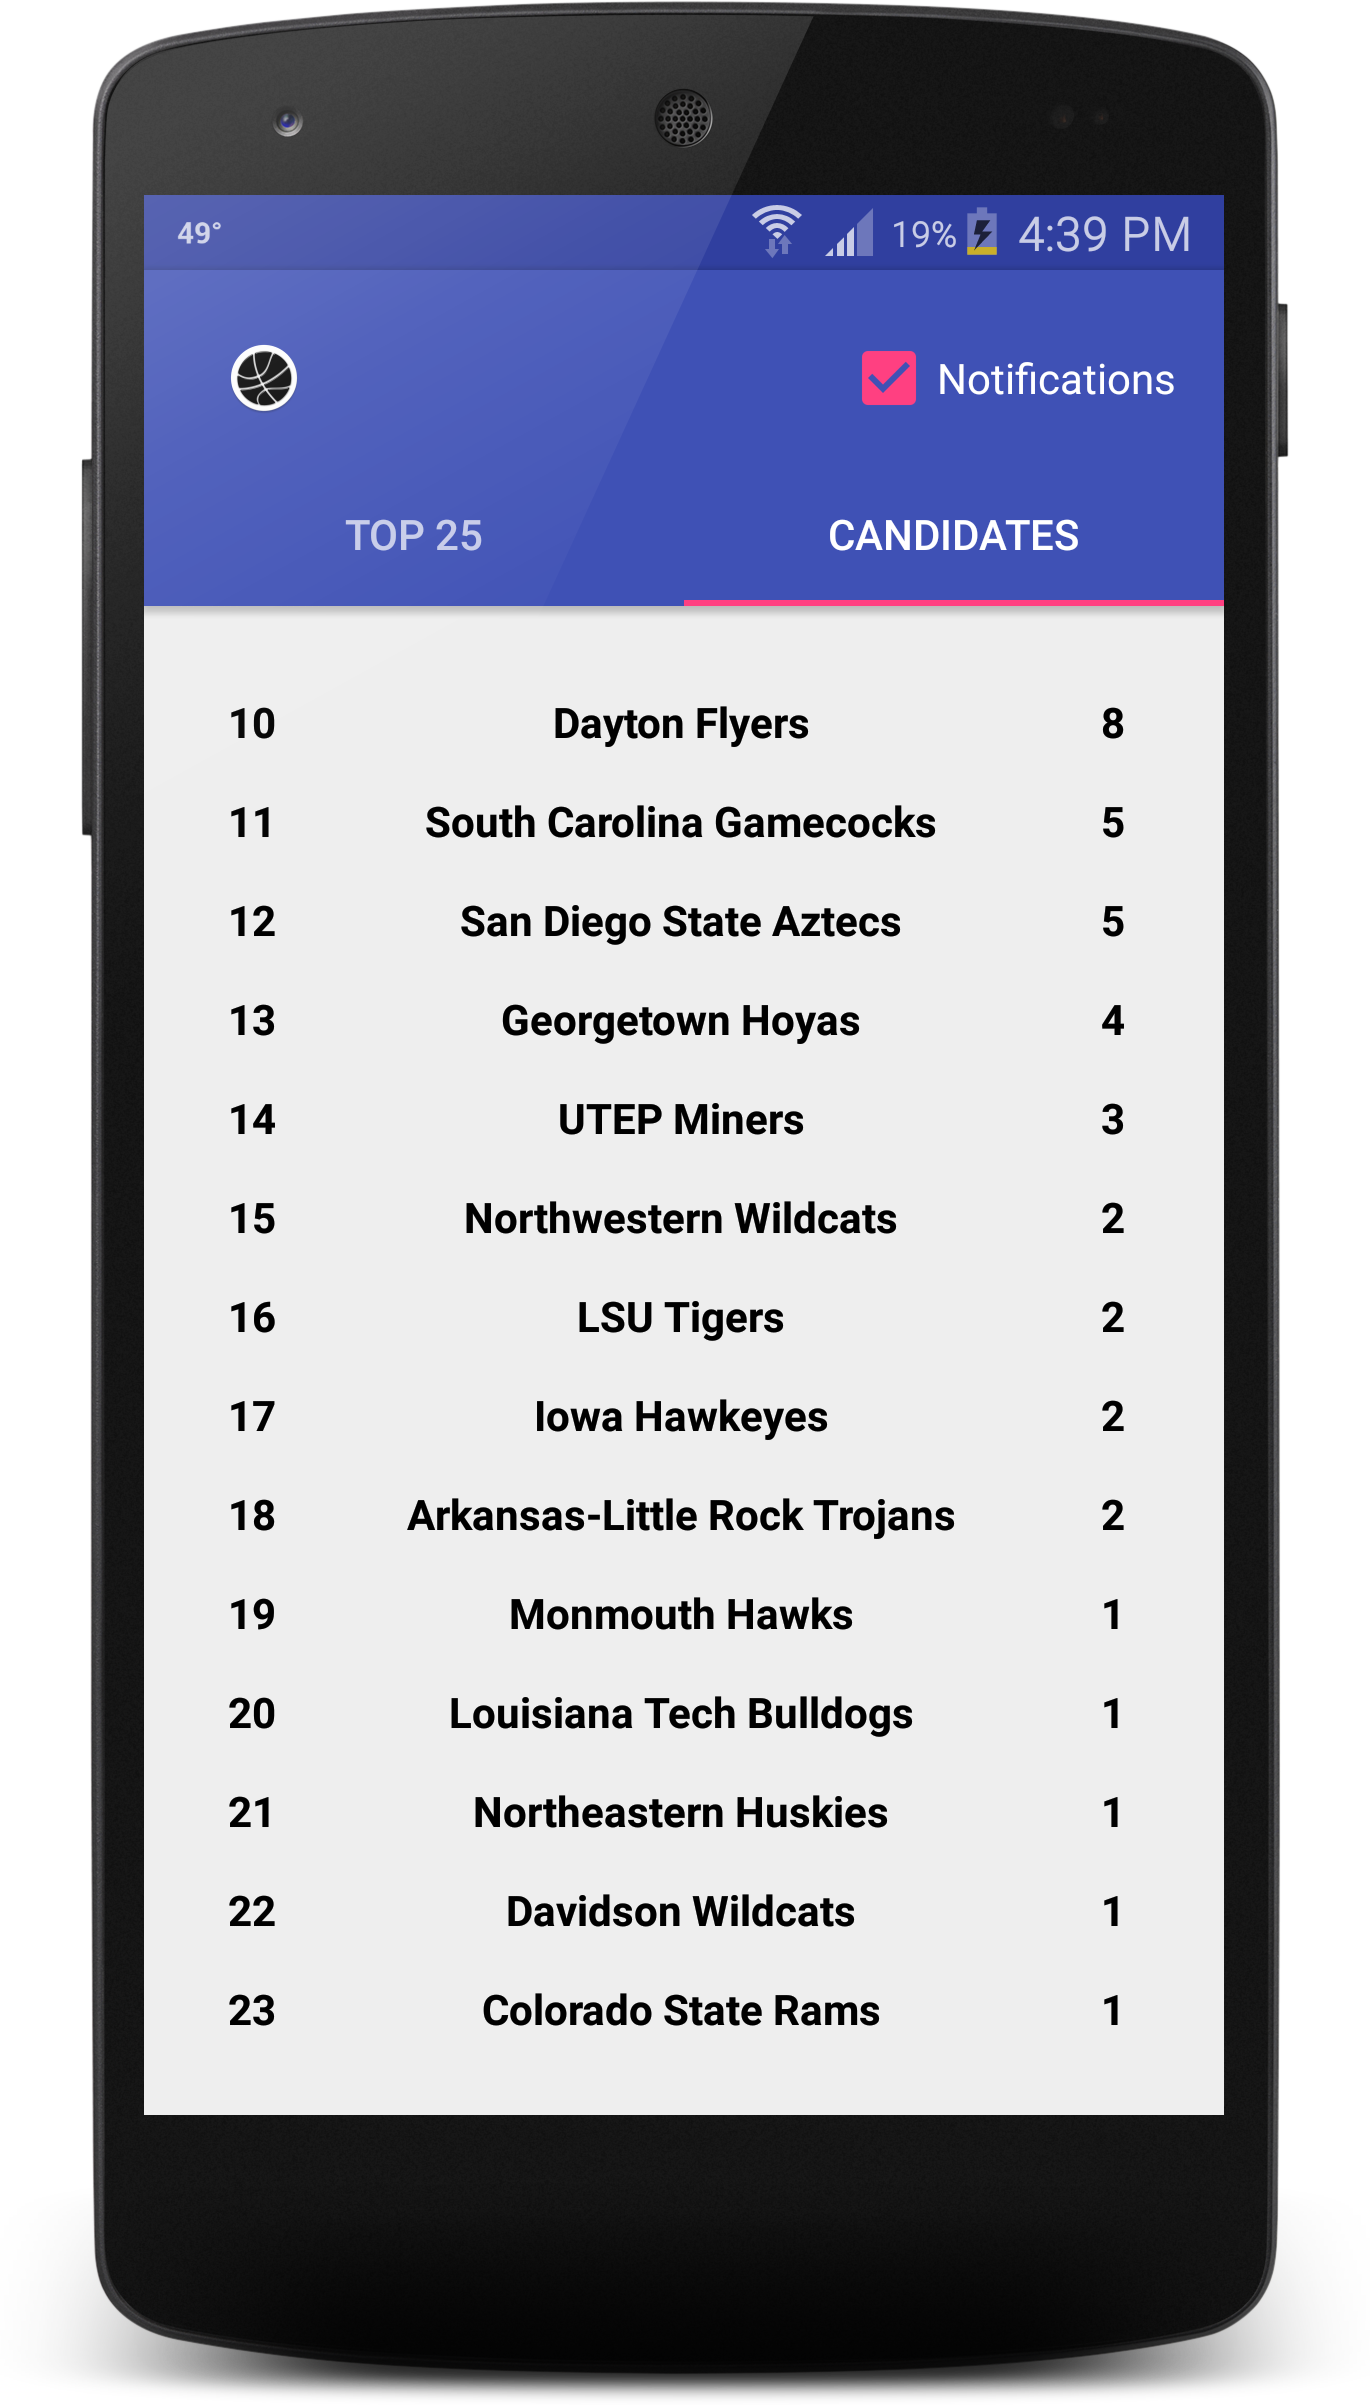 49° 19% 4:39 PM
Notifications
TOP 25 CANDIDATES
10 Dayton Flyers 8
11 South Carolina Gamecocks 5
12 San Diego State Aztecs 5
13 Georgetown Hoyas 4
14 UTEP Miners 3
15 Northwestern Wildcats 2
16 LSU Tigers 2
17 Iowa Hawkeyes 2
18 Arkansas-Little Rock Trojans 2
19 Monmouth Hawks 1
20 Louisiana Tech Bulldogs 1
21 Northeastern Huskies 1
22 Davidson Wildcats 1
23 Colorado State Rams 1